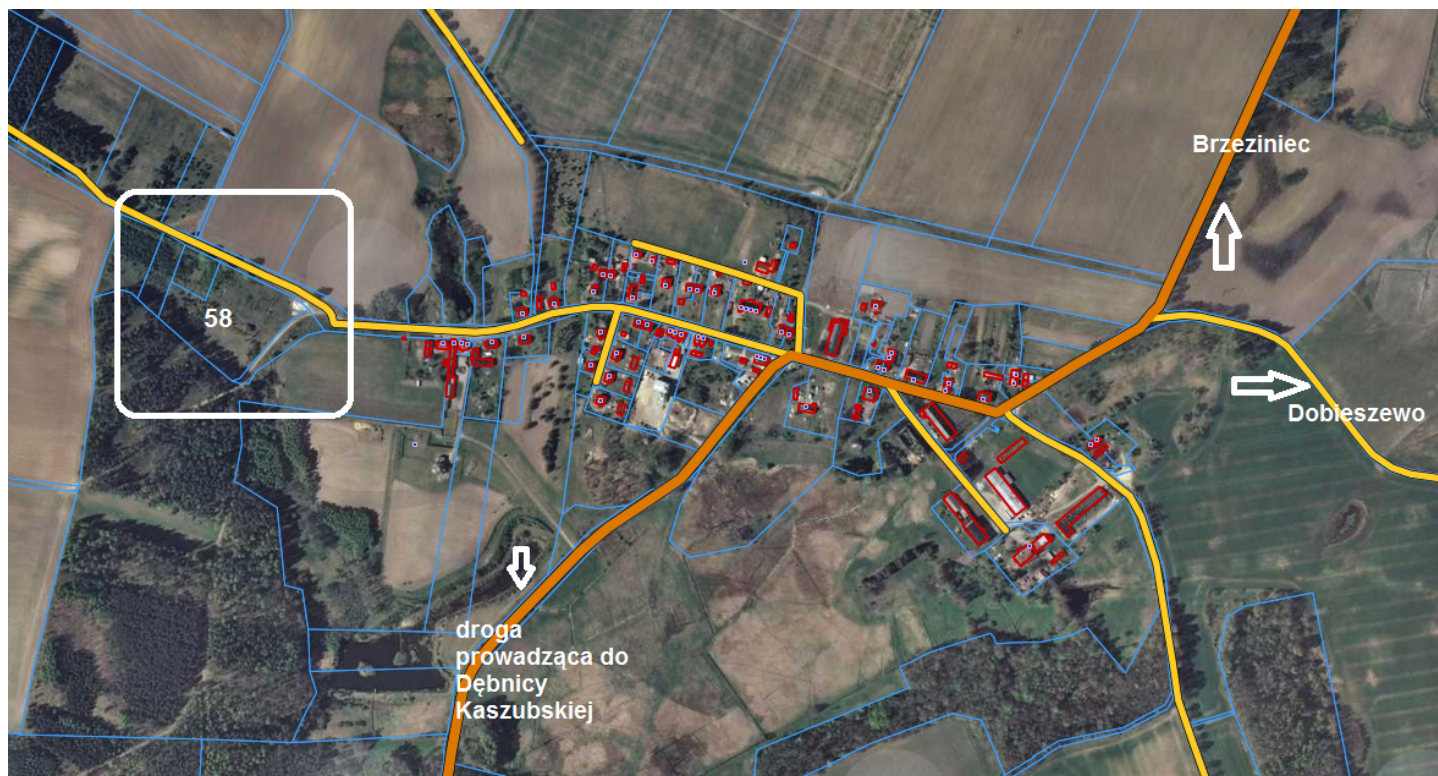 Brzeziniec
58
Dobieszewo
droga
prowadząca do
Dębnicy
Kaszubskiej